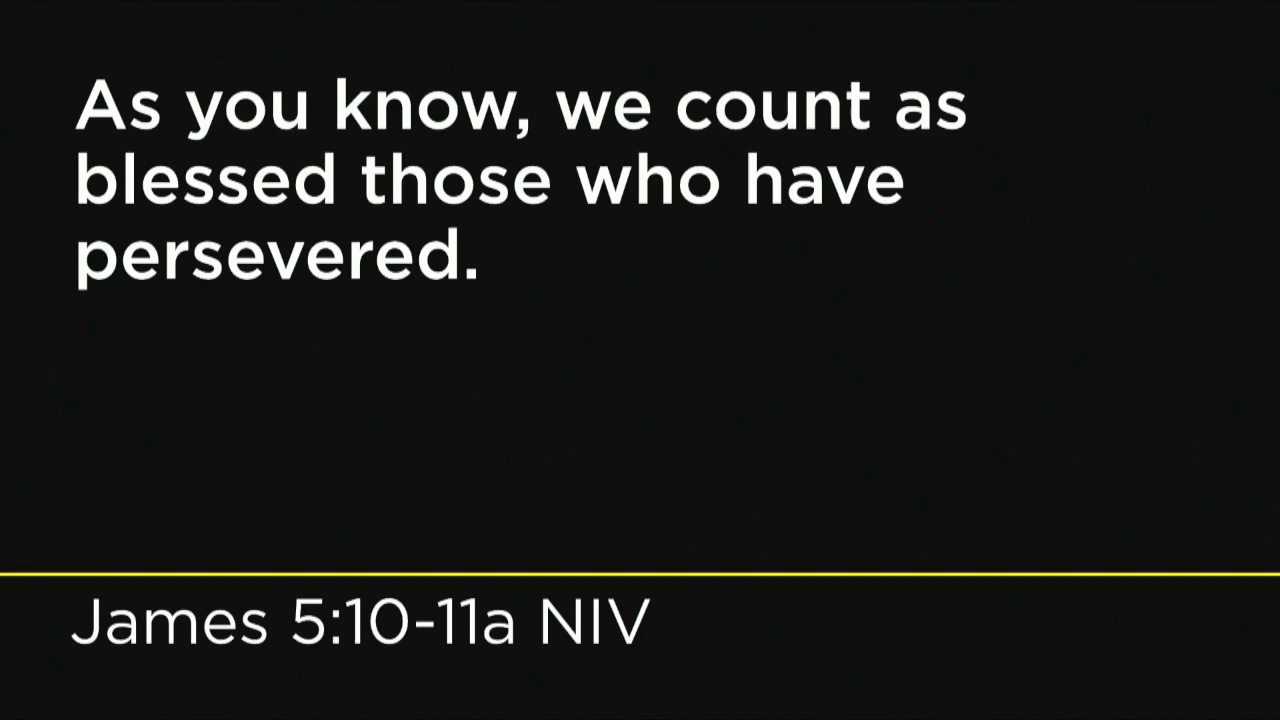 As you know, we count as
blessed those who have
persevered.
James 5:10-11a NIV